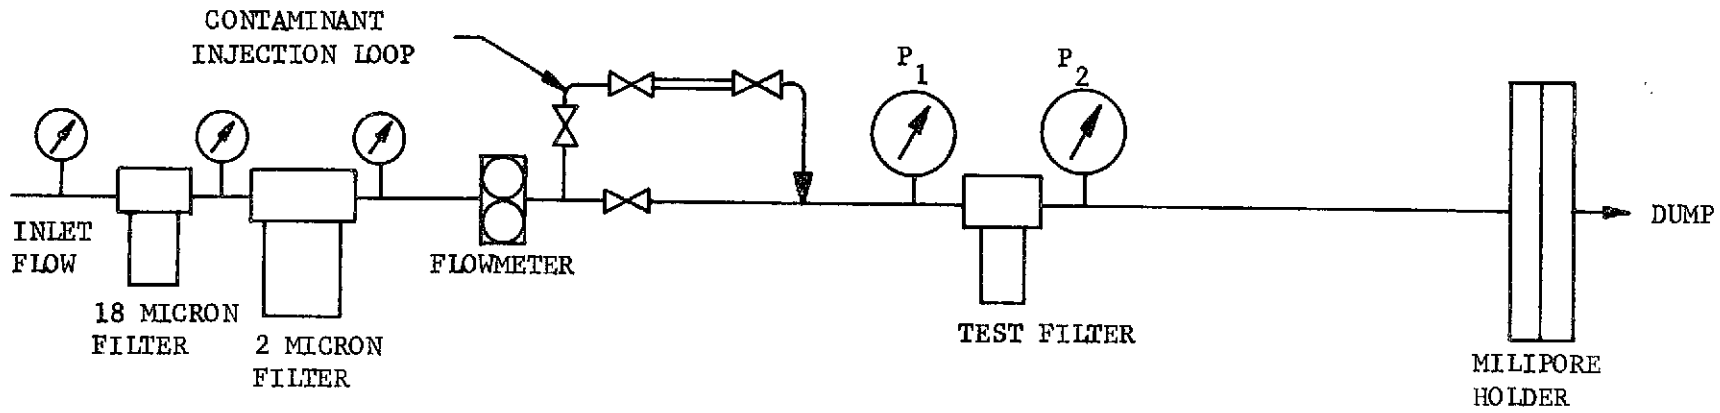 CONTAMINANT
INJECTION LOOP
P1
P2
INLET
FLOW
18 MICRON
FILTER
2 MICRON
FILTER
FLOWMETER
TEST FILTER
MILIPORE
HOLDER
DUMP